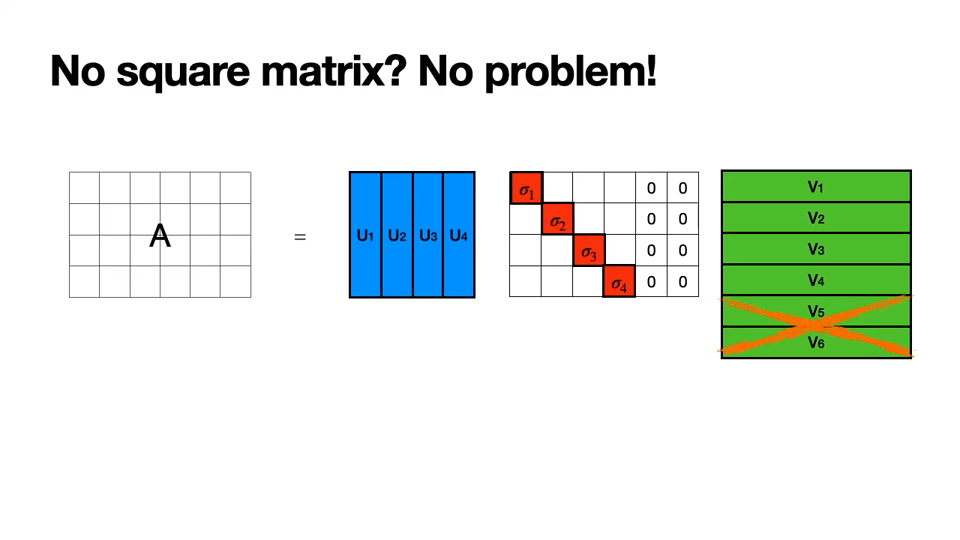 No square matrix? No problem!
A = U1 U2 U3 U4 σ1 0 0 V1
σ2 0 0 V2
σ3 0 0 V3
σ4 0 0 V4
V5
V6